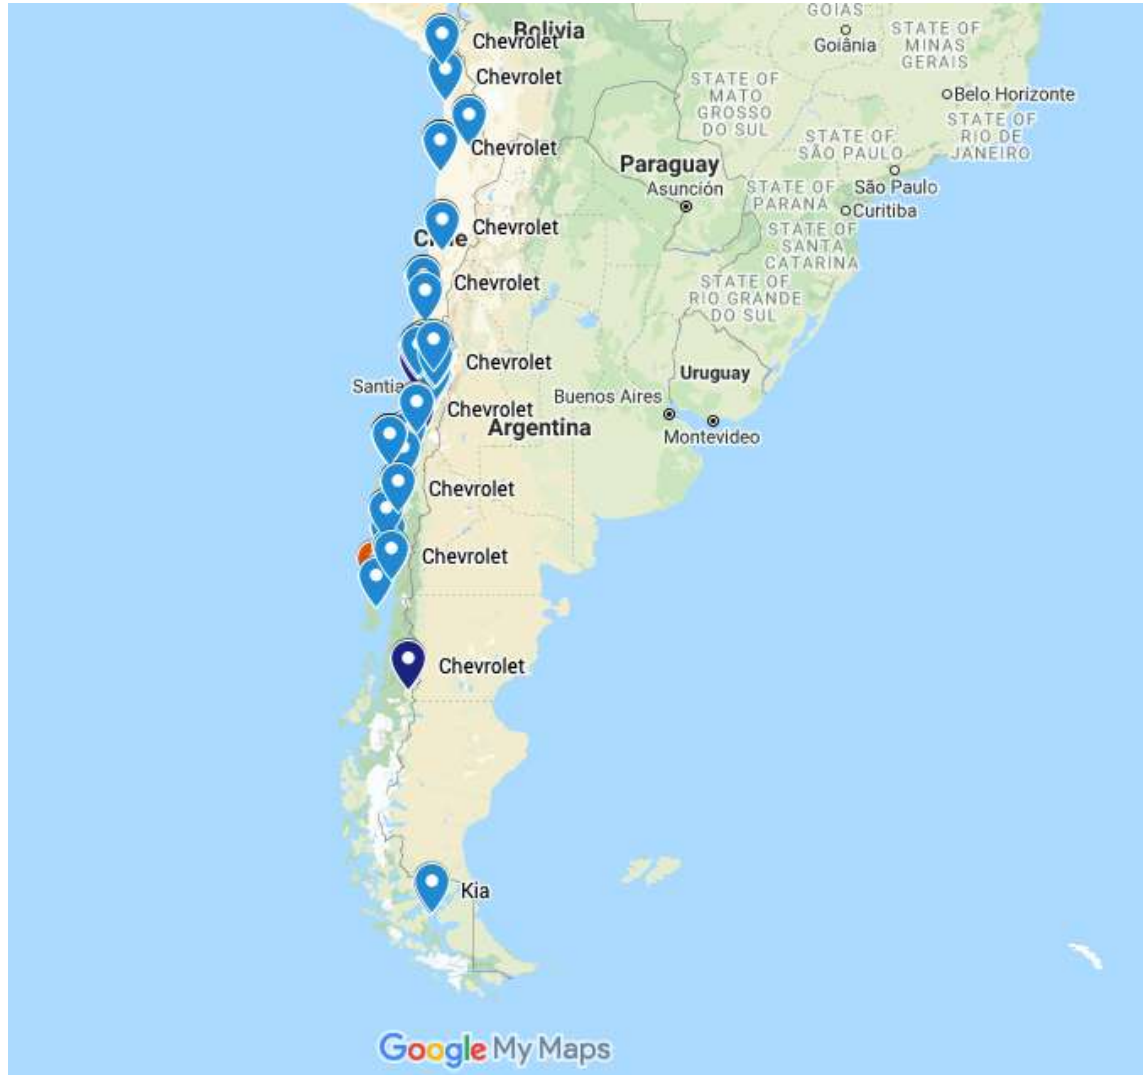 GOIÁS
Bolivia
Chevrolet
Goiânia
STATE OF
MINAS
GERAIS
Chevrolet
STATE OF
MATO
GROSSO
DO SUL
Belo Horizonte
STATE OF
RIO DE
JANEIRO
Chevrolet
STATE OF
SÃO PAULO
Paraguay
Asunción
São Paulo
STATE OF
PARANÁ
Curitiba
Chevrolet
STATE OF
SANTA
CATARINA
Chevrolet
STATE OF
RIO GRANDE
DO SUL
Chevrolet
Uruguay
Buenos Aires
Chevrolet
Argentina
Montevideo
Chevrolet
Chevrolet
Chevrolet
Kia
Google My Maps